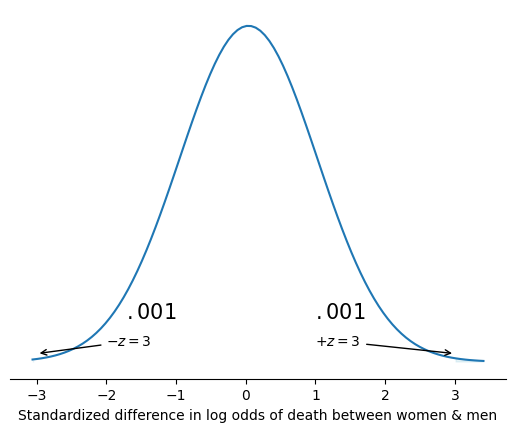 .001 .001
−z = 3 +z = 3
−3 −2 −1 0 1 2 3
Standardized difference in log odds of death between women & men